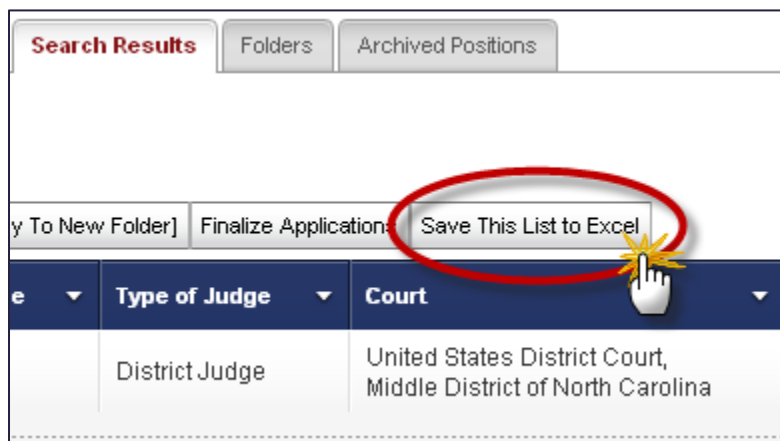 Search Results Folders Archived Positions
y To New Folder] Finalize Applications Save This List to Excel
e Type of Judge Court
District Judge United States District Court,
Middle District of North Carolina